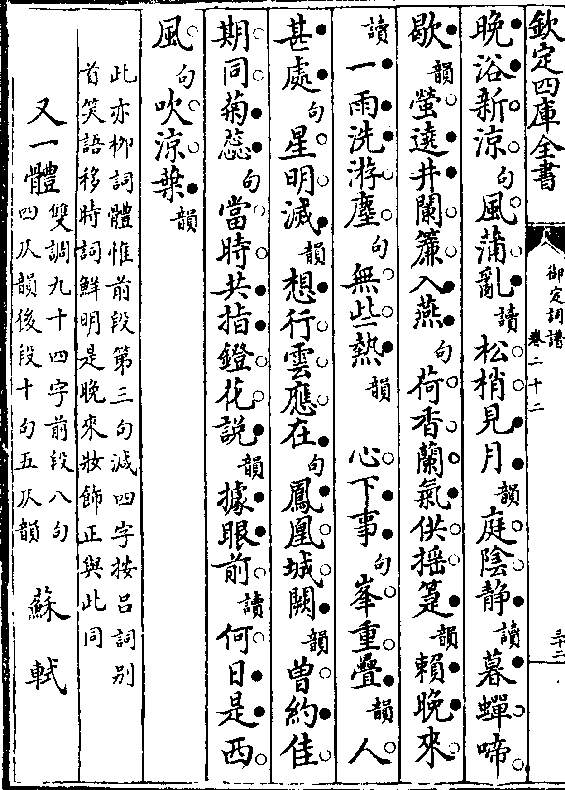 欽定四庫全書
御定詞譜
卷二十二
三十二
晚浴新涼句風蒲亂讀松梢見月韻庭陰静讀暮蟬啼
歇韻螢遶井闌簾入燕句荷香蘭氣供揺箑韻賴晚來
讀一雨洗游塵句無些熱韻心下事句峯重疊韻人
甚處句星明滅韻想行雲應在句鳳凰城闕韻曾約佳
期同菊蕊句當時共指鐙花說韻據眼前讀何日是西
風句吹涼葉韻
此亦柳詞體惟前段第三句減四字按吕詞别
首笑語移時詞鮮明是晚來妝飾正與此同
又一體雙調九十四字前段八句
四仄韻後段十句五仄韻
蘇軾